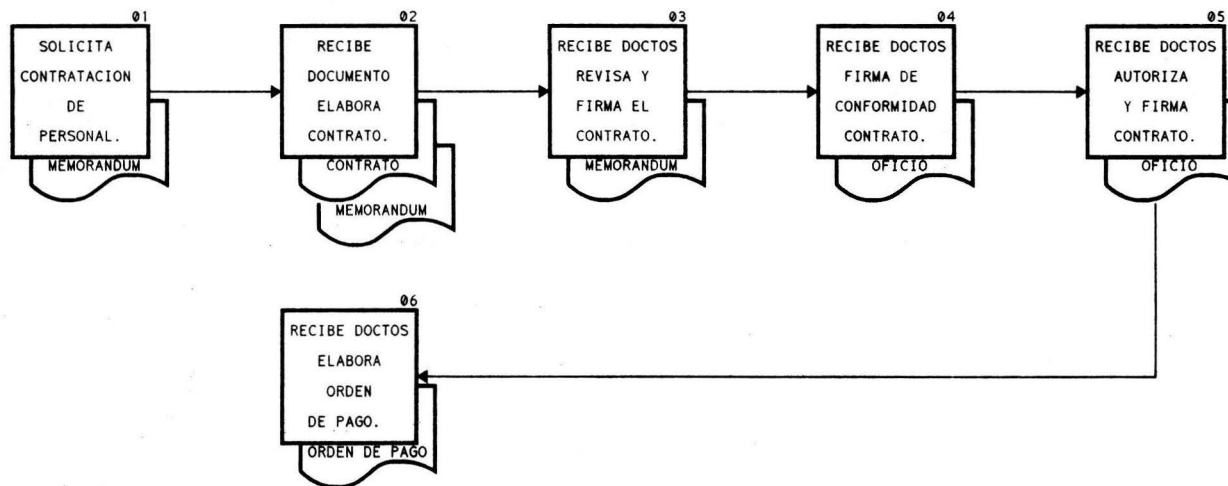 01
SOLICITA
CONTRATACION
DE
PERSONAL.
MEMORANDUM
02
RECIBE
DOCUMENTO
ELABORA
CONTRATO.
CONTRATO
MEMORANDUM
03
RECIBE DOCTOS
REVISA Y
FIRMA EL
CONTRATO.
MEMORANDUM
04
RECIBE DOCTOS
FIRMA DE
CONFORMIDAD
CONTRATO.
OFICIO
05
RECIBE DOCTOS
AUTORIZA
Y FIRMA
CONTRATO.
OFICIO
06
RECIBE DOCTOS
ELABORA
ORDEN
DE PAGO.
ORDEN DE PAGO